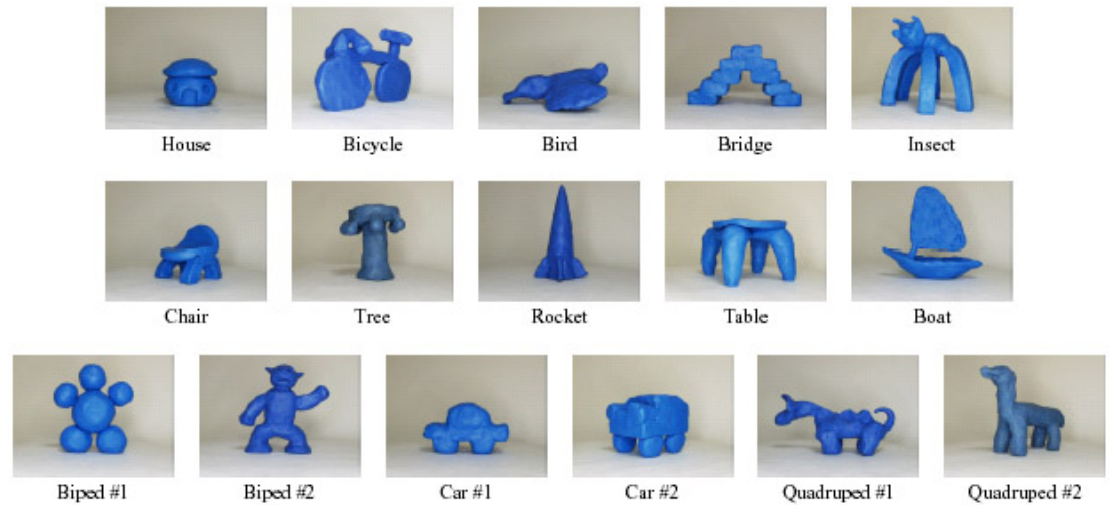 House Bicycle Bird Bridge Insect
Chair Tree Rocket Table Boat
Biped #1 Biped #2 Car #1 Car #2 Quadruped #1 Quadruped #2